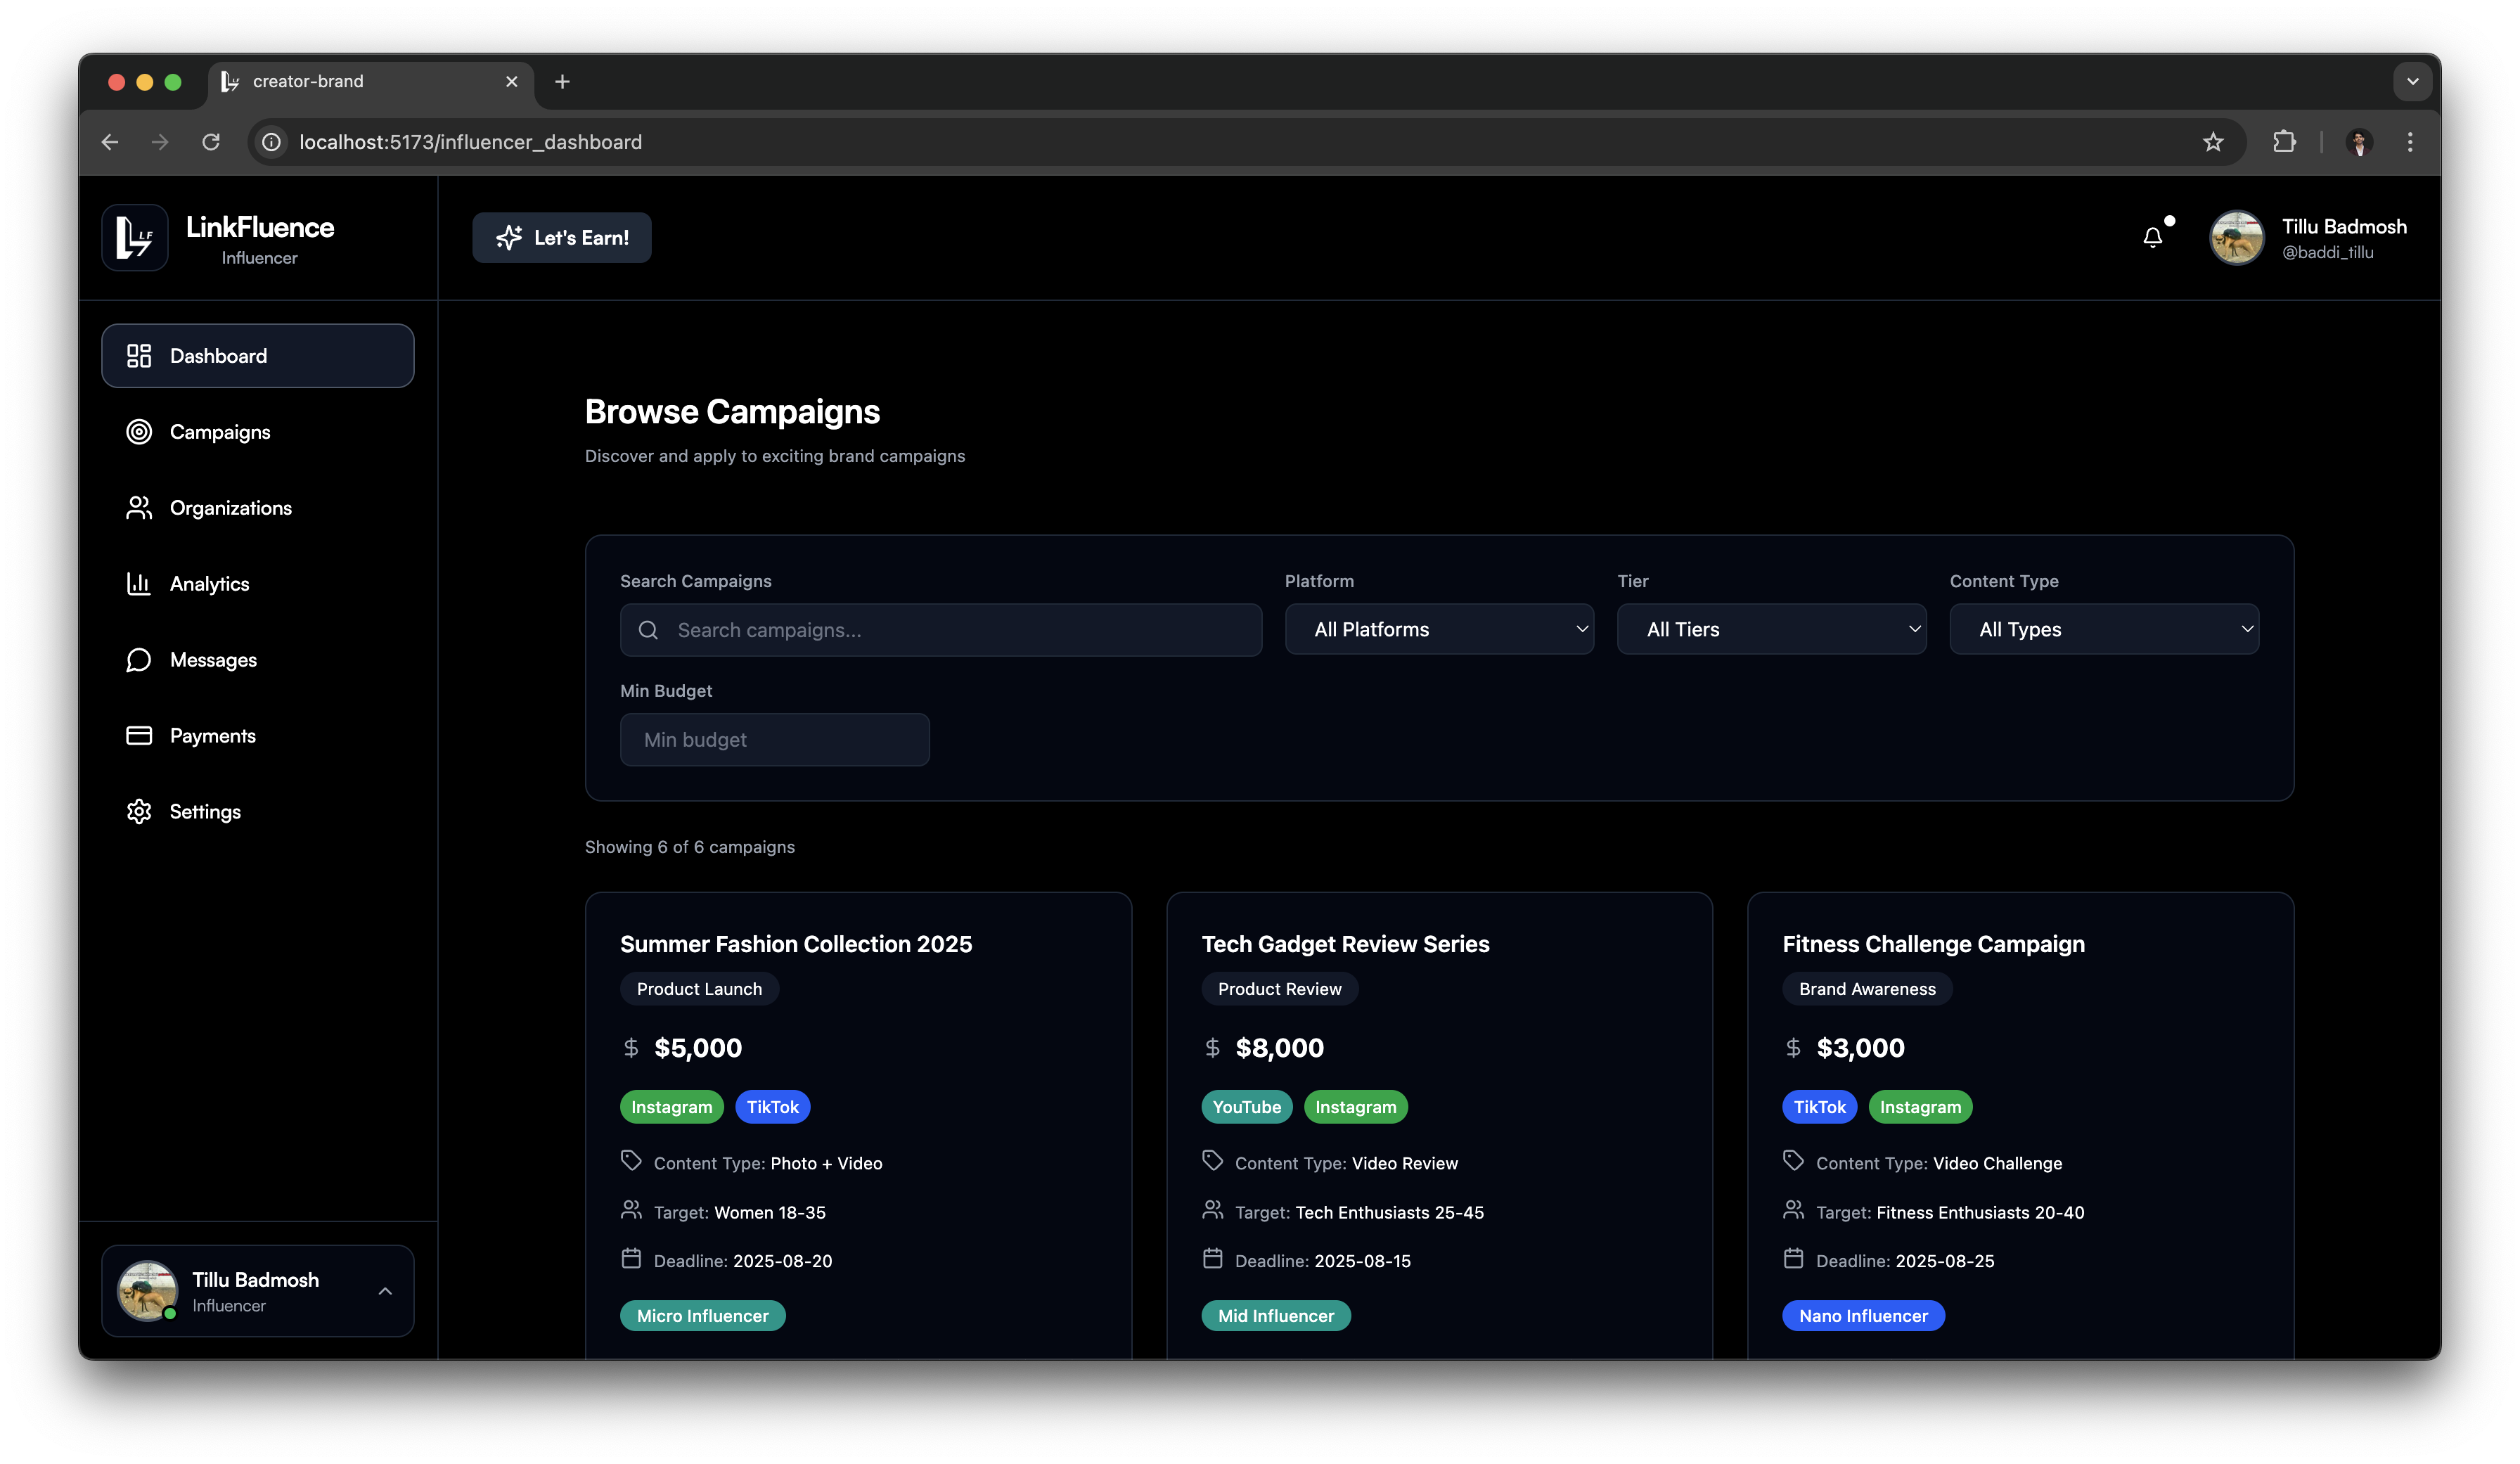 creator-brand
localhost:5173/influencer_dashboard
LF
LinkFluence
Influencer
Let's Earn!
Tillu Badmosh
@baddi_tillu
Dashboard
Campaigns
Organizations
Analytics
Messages
Payments
Settings
Tillu Badmosh
Influencer
Browse Campaigns
Discover and apply to exciting brand campaigns
Search Campaigns
Search campaigns...
Platform
All Platforms
Tier
All Tiers
Content Type
All Types
Min Budget
Min budget
Showing 6 of 6 campaigns
Summer Fashion Collection 2025
Product Launch
$ $5,000
Instagram TikTok
Content Type: Photo + Video
Target: Women 18-35
Deadline: 2025-08-20
Micro Influencer
Tech Gadget Review Series
Product Review
$ $8,000
YouTube Instagram
Content Type: Video Review
Target: Tech Enthusiasts 25-45
Deadline: 2025-08-15
Mid Influencer
Fitness Challenge Campaign
Brand Awareness
$ $3,000
TikTok Instagram
Content Type: Video Challenge
Target: Fitness Enthusiasts 20-40
Deadline: 2025-08-25
Nano Influencer